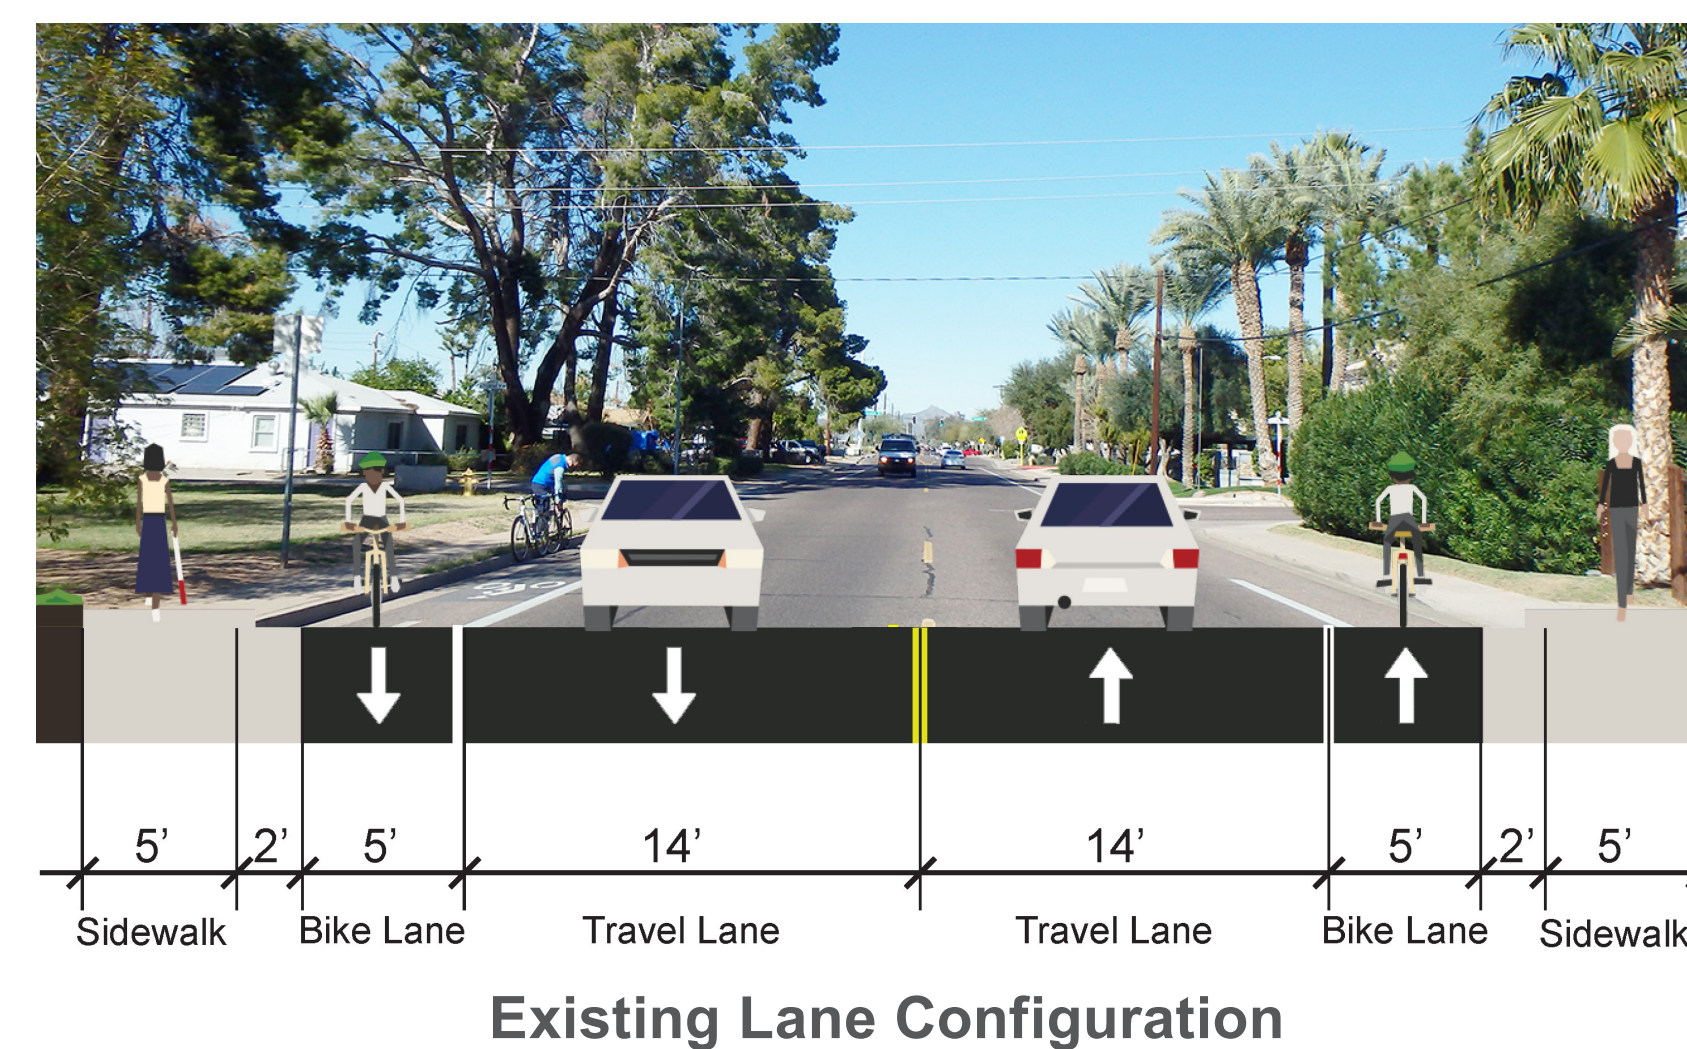 5’ 2’ 5’ 14’ 14’ 5’ 2’ 5’
Sidewalk Bike Lane Travel Lane Travel Lane Bike Lane Sidewalk
Existing Lane Configuration